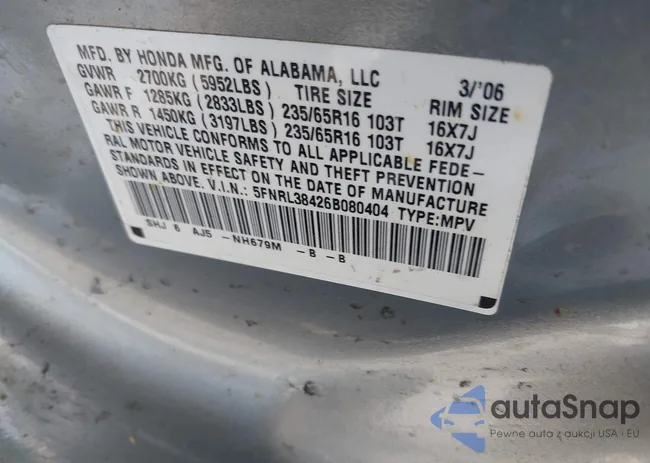 MFD. BY HONDA MFG. OF ALABAMA, LLC 3/'06
GVWR 2700KG (5952LBS) TIRE SIZE RIM SIZE
GAWR F 1285KG (2833LBS) 235/65R16 103T 16X7J
GAWR R 1450KG (3197LBS) 235/65R16 103T 16X7J
THIS VEHICLE CONFORMS TO ALL APPLICABLE FEDE-
RAL MOTOR VEHICLE SAFETY AND THEFT PREVENTION
STANDARDS IN EFFECT ON THE DATE OF MANUFACTURE
SHOWN ABOVE. V.I.N.: 5FNRL38426B080404 TYPE:MPV
SHJ 6 AJ5 -NH679M -B -B
autaSnap
Pewne auta z aukcji USA i EU